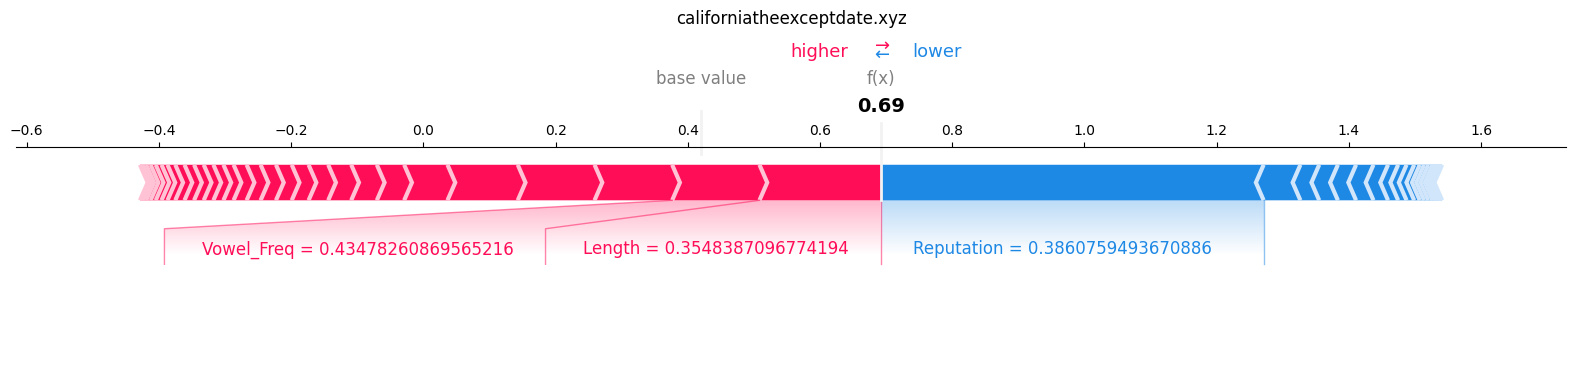 californiatheexceptdate.xyz
higher ⇄ lower
base value f(x)
0.69
−0.6 −0.4 −0.2 0.0 0.2 0.4 0.6 0.8 1.0 1.2 1.4 1.6
Vowel_Freq = 0.43478260869565216 Length = 0.3548387096774194 Reputation = 0.3860759493670886